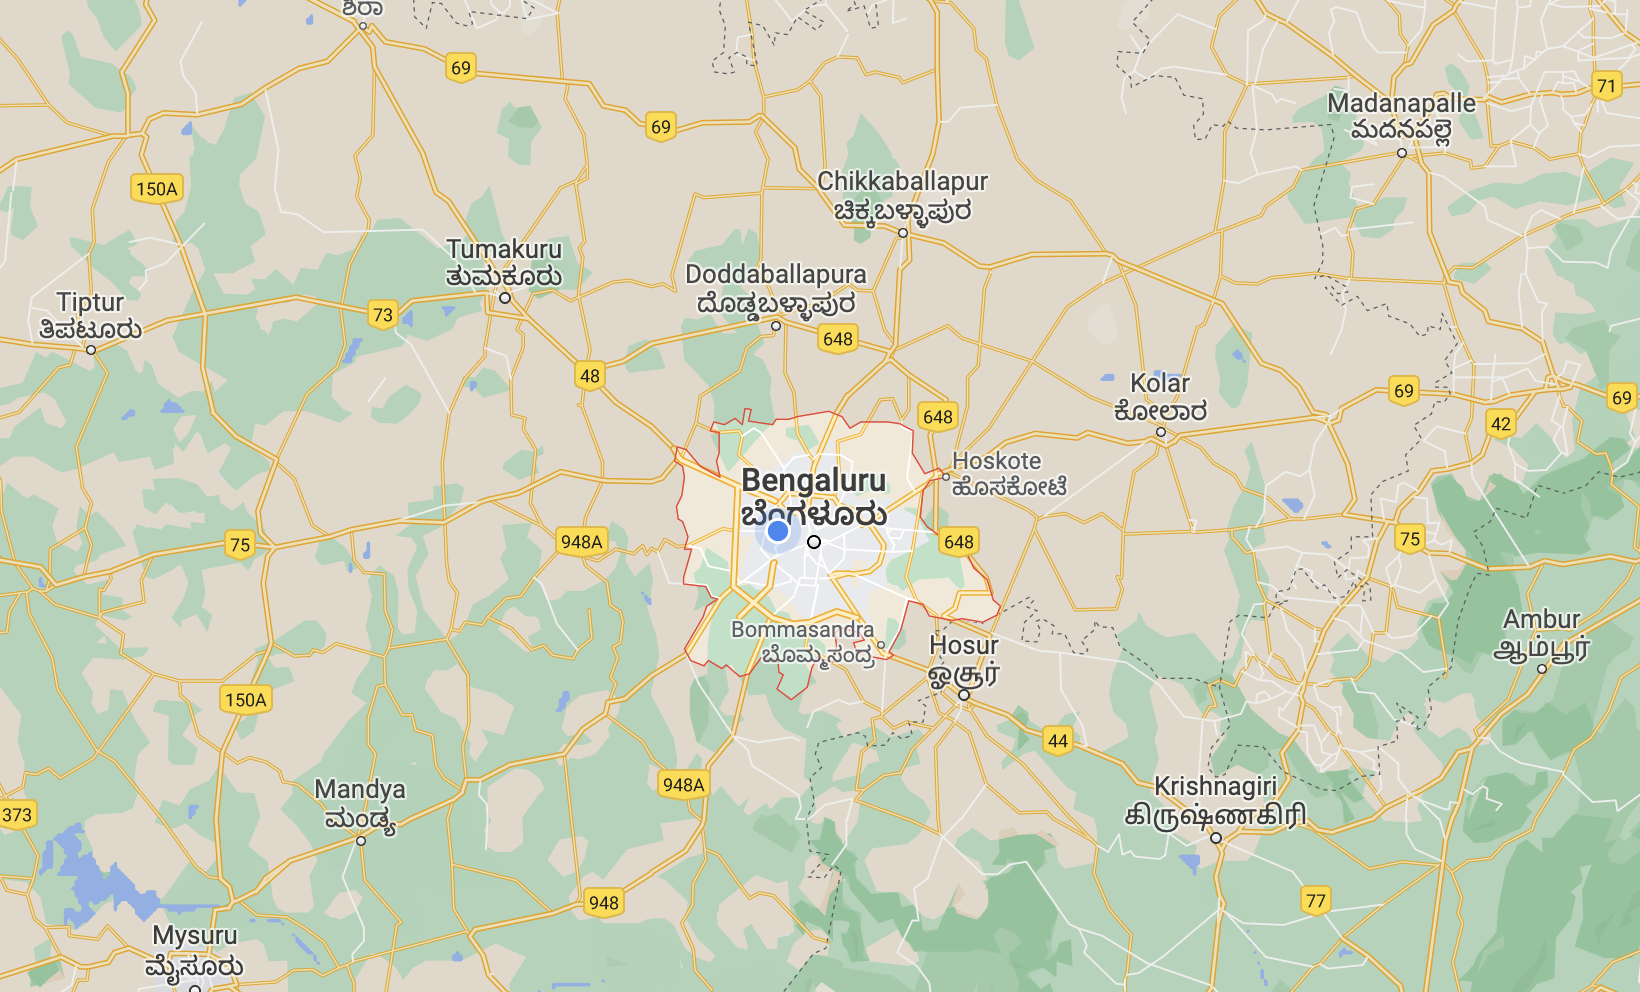 ಶಿರಾ
69
71
Madanapalle
ಮದನಪಲ್ಲೆ
69
150A
Chikkaballapur
ಚಿಕ್ಕಬಳ್ಳಾಪುರ
Tumakuru
ತುಮಕೂರು
Doddaballapura
ದೊಡ್ಡಬಳ್ಳಾಪುರ
Tiptur
ತಿಪಟೂರು
73
648
48
Kolar
ಕೋಲಾರ
69
69
648
42
Hoskote
ಹೊಸಕೋಟೆ
Bengaluru
ಬೆಂಗಳೂರು
75
948A
648
75
Bommasandra
ಬೊಮ್ಮಸಂದ್ರ
Hosur
ஓசூர்
Ambur
ஆம்பூர்
150A
44
948A
Mandya
ಮಂಡ್ಯ
Krishnagiri
கிருஷ்ணகிரி
373
948
77
Mysuru
ಮೈಸೂರು